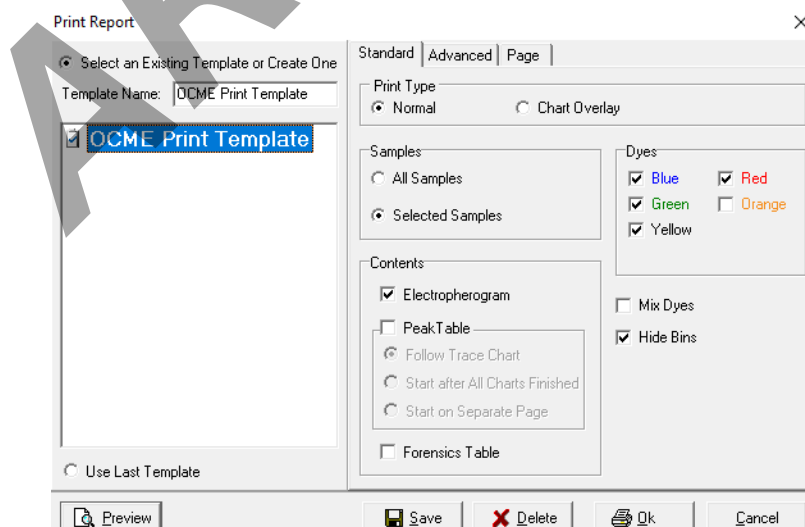 Print Report
Select an Existing Template or Create One
Template Name: OCME Print Template
OCME Print Template
Use Last Template
Preview
Standard Advanced Page
Print Type
Normal Chart Overlay
Samples
All Samples
Selected Samples
Dyes
Blue Red
Green Orange
Yellow
Contents
Electropherogram
PeakTable
Follow Trace Chart
Start after All Charts Finished
Start on Separate Page
Forensics Table
Mix Dyes
Hide Bins
Save Delete Ok Cancel